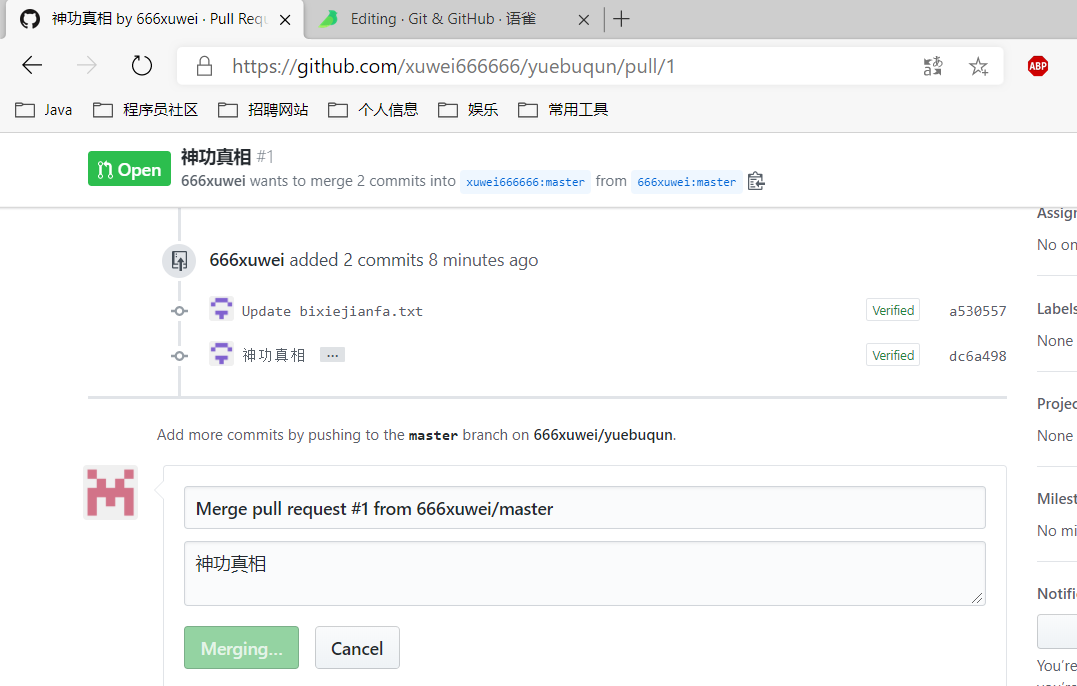 神功真相 by 666xuwei · Pull Requ
Editing · Git & GitHub · 语雀
https://github.com/xuwei666666/yuebuqun/pull/1
ABP
Java 程序员社区 招聘网站 个人信息 娱乐 常用工具
Open
神功真相 #1
666xuwei wants to merge 2 commits into xuwei666666:master from 666xuwei:master
Assign
No on
666xuwei added 2 commits 8 minutes ago
Update bixiejianfa.txt Verified a530557
Labels
None
神功真相 ... Verified dc6a498
Projec
None
Add more commits by pushing to the master branch on 666xuwei/yuebuqun.
Merge pull request #1 from 666xuwei/master
Milest
No mi
神功真相
Notifi
Merging...
Cancel
You're